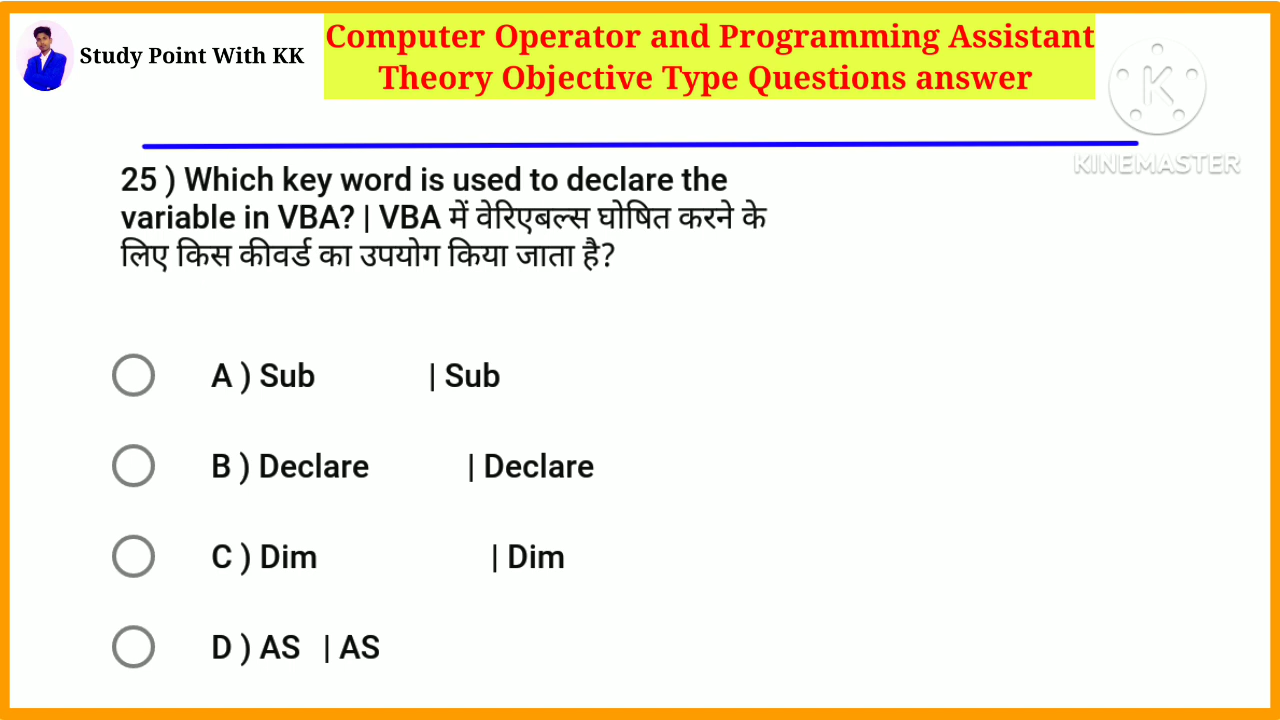 Study Point With KK
Computer Operator and Programming Assistant
Theory Objective Type Questions answer
K
KINEMASTER
25 ) Which key word is used to declare the
variable in VBA? | VBA में वेरिएबल्स घोषित करने के
लिए किस कीवर्ड का उपयोग किया जाता है?
A ) Sub | Sub
B ) Declare | Declare
C ) Dim | Dim
D ) AS | AS